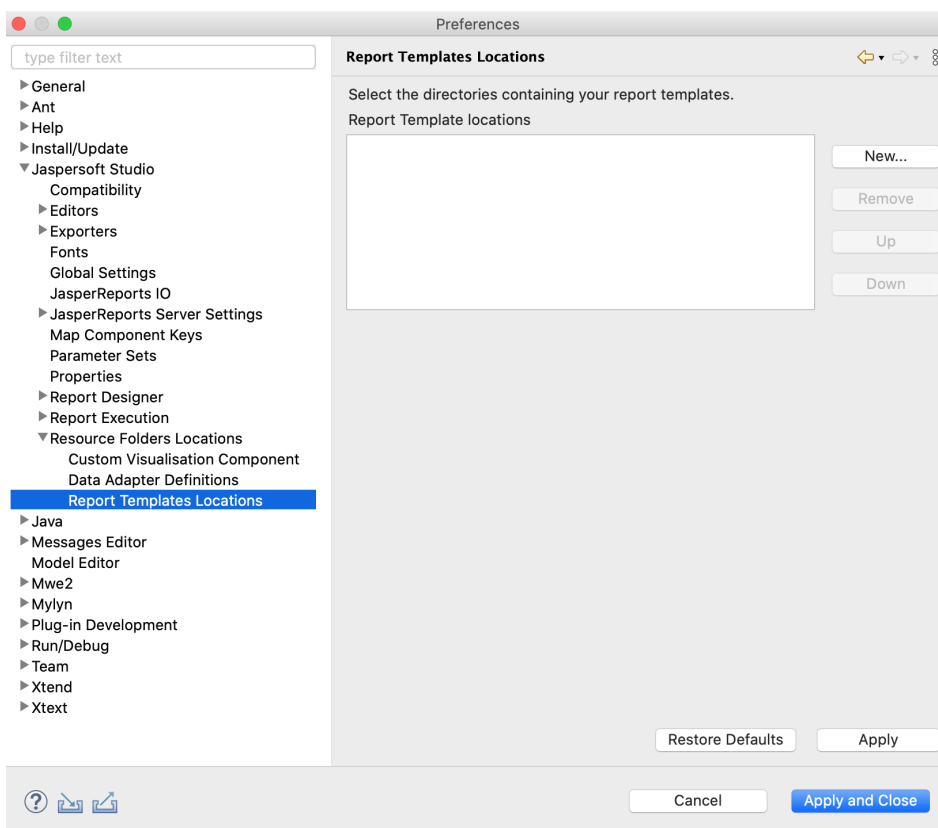 Preferences
type filter text
General
Ant
Help
Install/Update
Jaspersoft Studio
Compatibility
Editors
Exporters
Fonts
Global Settings
JasperReports IO
JasperReports Server Settings
Map Component Keys
Parameter Sets
Properties
Report Designer
Report Execution
Resource Folders Locations
Custom Visualisation Component
Data Adapter Definitions
Report Templates Locations
Java
Messages Editor
Model Editor
Mwe2
Mylyn
Plug-in Development
Run/Debug
Team
Xtend
Xtext
Report Templates Locations
Select the directories containing your report templates.
Report Template locations
New...
Remove
Up
Down
Restore Defaults
Apply
?
Cancel
Apply and Close